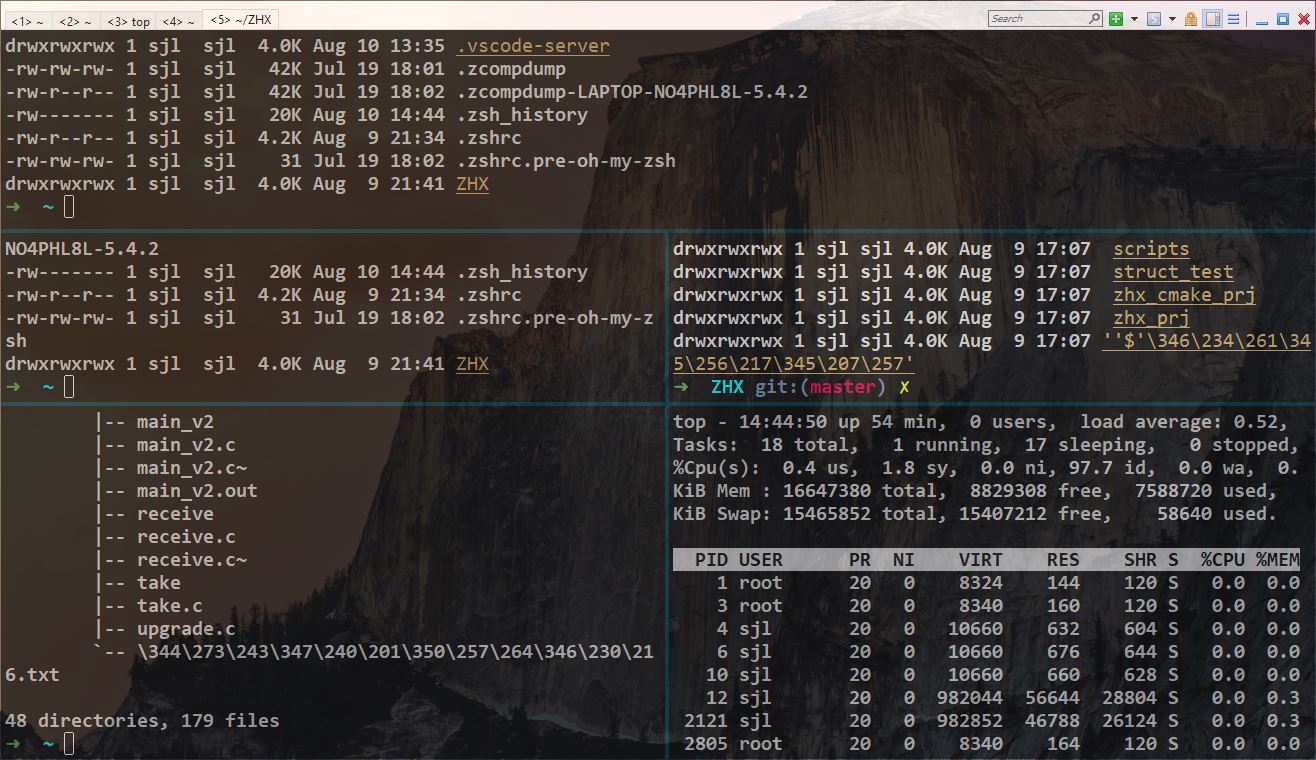 <1> ~ <2> ~ <3> top <4> ~ <5> ~/ZHX Search
drwxrwxrwx 1 sjl  sjl  4.0K Aug 10 13:35 .vscode-server
-rw-rw-rw- 1 sjl  sjl   42K Jul 19 18:01 .zcompdump
-rw-r--r-- 1 sjl  sjl   42K Jul 19 18:02 .zcompdump-LAPTOP-NO4PHL8L-5.4.2
-rw------- 1 sjl  sjl   20K Aug 10 14:44 .zsh_history
-rw-r--r-- 1 sjl  sjl  4.2K Aug  9 21:34 .zshrc
-rw-rw-rw- 1 sjl  sjl    31 Jul 19 18:02 .zshrc.pre-oh-my-zsh
drwxrwxrwx 1 sjl  sjl  4.0K Aug  9 21:41 ZHX
➜  ~
NO4PHL8L-5.4.2
-rw------- 1 sjl  sjl   20K Aug 10 14:44 .zsh_history
-rw-r--r-- 1 sjl  sjl  4.2K Aug  9 21:34 .zshrc
-rw-rw-rw- 1 sjl  sjl    31 Jul 19 18:02 .zshrc.pre-oh-my-z
sh
drwxrwxrwx 1 sjl  sjl  4.0K Aug  9 21:41 ZHX
➜  ~
drwxrwxrwx 1 sjl sjl 4.0K Aug  9 17:07  scripts
drwxrwxrwx 1 sjl sjl 4.0K Aug  9 17:07  struct_test
drwxrwxrwx 1 sjl sjl 4.0K Aug  9 17:07  zhx_cmake_prj
drwxrwxrwx 1 sjl sjl 4.0K Aug  9 17:07  zhx_prj
drwxrwxrwx 1 sjl sjl 4.0K Aug  9 17:07 ''$'\346\234\261\34
5\256\217\345\207\257'
➜  ZHX git:(master) ✗
|-- main_v2
|-- main_v2.c
|-- main_v2.c~
|-- main_v2.out
|-- receive
|-- receive.c
|-- receive.c~
|-- take
|-- take.c
|-- upgrade.c
`-- \344\273\243\347\240\201\350\257\264\346\230\21
6.txt
48 directories, 179 files
➜  ~
top - 14:44:50 up 54 min,  0 users,  load average: 0.52,
Tasks:  18 total,   1 running,  17 sleeping,   0 stopped,
%Cpu(s):  0.4 us,  1.8 sy,  0.0 ni, 97.7 id,  0.0 wa,  0.
KiB Mem : 16647380 total,  8829308 free,  7588720 used,
KiB Swap: 15465852 total, 15407212 free,    58640 used.
PID USER      PR  NI    VIRT    RES    SHR S  %CPU %MEM
1 root      20   0    8324    144    120 S   0.0  0.0
3 root      20   0    8340    160    120 S   0.0  0.0
4 sjl       20   0   10660    632    604 S   0.0  0.0
6 sjl       20   0   10660    676    644 S   0.0  0.0
10 sjl       20   0   10660    660    628 S   0.0  0.0
12 sjl       20   0  982044  56644  28804 S   0.0  0.3
2121 sjl       20   0  982852  46788  26124 S   0.0  0.3
2805 root      20   0    8340    164    120 S   0.0  0.0